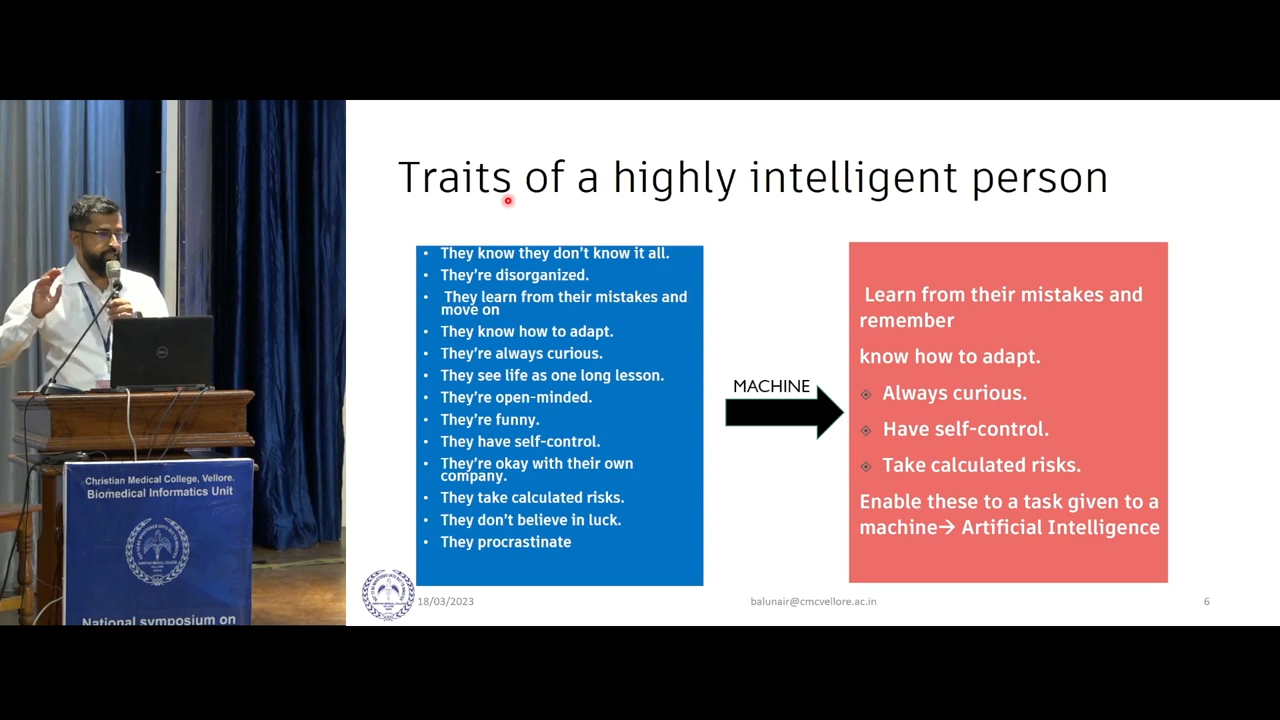 Traits of a highly intelligent person
• They know they don't know it all.
• They're disorganized.
• They learn from their mistakes and
move on
• They know how to adapt.
• They're always curious.
• They see life as one long lesson.
• They're open-minded.
• They're funny.
• They have self-control.
• They're okay with their own
company.
• They take calculated risks.
• They don't believe in luck.
• They procrastinate
MACHINE
Learn from their mistakes and
remember
know how to adapt.
Always curious.
Have self-control.
Take calculated risks.
Enable these to a task given to a
machine→ Artificial Intelligence
18/03/2023
balunair@cmcvellore.ac.in
6
Christian Medical College, Vellore.
Biomedical Informatics Unit
National symposium on